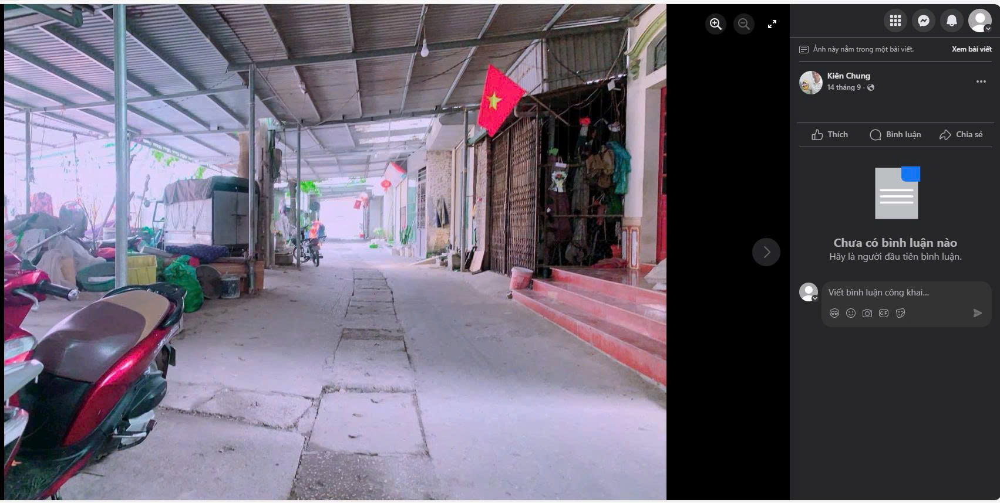 Ảnh này nằm trong một bài viết. Xem bài viết
Kiên Chung
14 tháng 9 ·
Thích Bình luận Chia sẻ
Chưa có bình luận nào
Hãy là người đầu tiên bình luận.
Viết bình luận công khai...
GIF